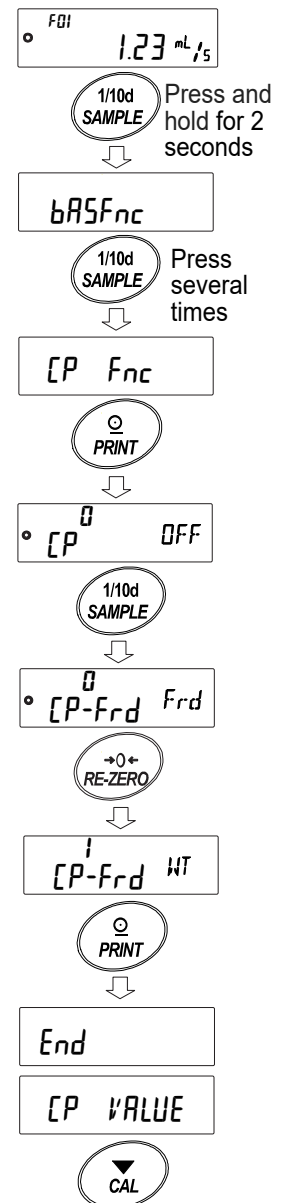 F01
1.23 mL/s
1/10d
SAMPLE
Press and
hold for 2
seconds
bASFnc
1/10d
SAMPLE
Press
several
times
CP Fnc
PRINT
0
CP OFF
1/10d
SAMPLE
0
CP-Frd Frd
→0←
RE-ZERO
1
CP-Frd WT
PRINT
End
CP VALUE
CAL